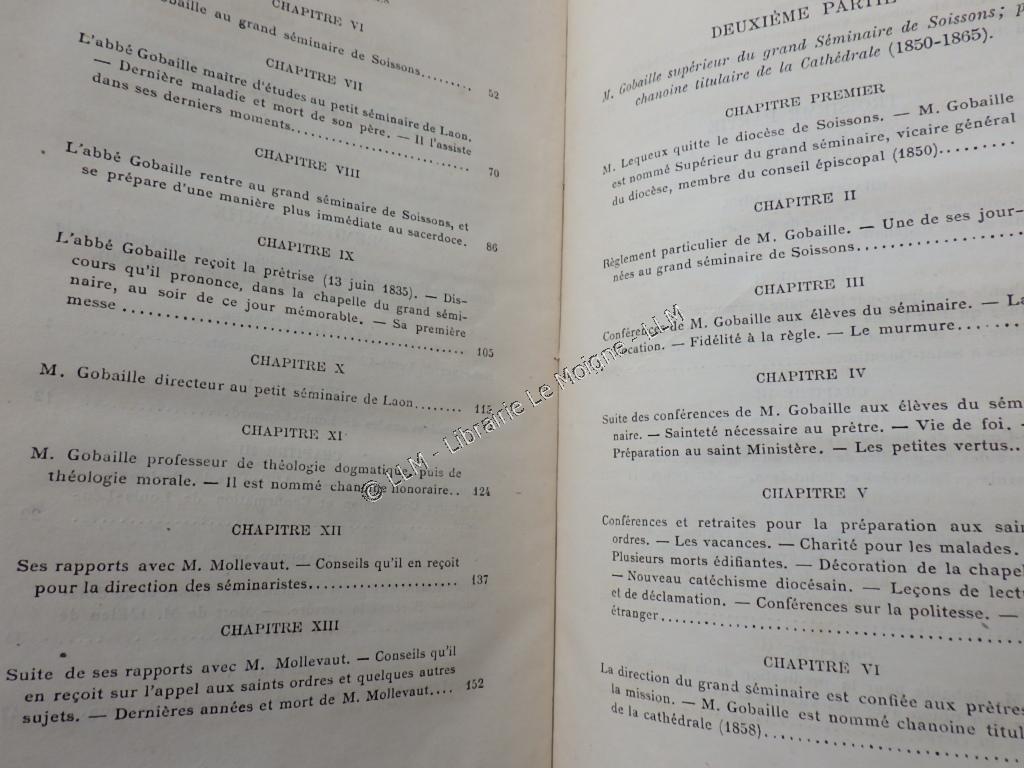 CHAPITRE VI
Gobaille au grand séminaire de Soissons........ 52
CHAPITRE VII
L'abbé Gobaille maître d'études au petit séminaire de Laon.
— Dernière maladie et mort de son père. — Il l'assiste
dans ses derniers moments........................ 70
CHAPITRE VIII
L'abbé Gobaille rentre au grand séminaire de Soissons, et
se prépare d'une manière plus immédiate au sacerdoce. 86
CHAPITRE IX
L'abbé Gobaille reçoit la prêtrise (13 juin 1835). — Dis-
cours qu'il prononce, dans la chapelle du grand sémi-
naire, au soir de ce jour mémorable. — Sa première
messe ........................................ 105
CHAPITRE X
M. Gobaille directeur au petit séminaire de Laon........ 115
CHAPITRE XI
M. Gobaille professeur de théologie dogmatique, puis de
théologie morale. — Il est nommé chanoine honoraire.. 124
CHAPITRE XII
Ses rapports avec M. Mollevaut. — Conseils qu'il en reçoit
pour la direction des séminaristes...................... 137
CHAPITRE XIII
Suite de ses rapports avec M. Mollevaut. — Conseils qu'il
en reçoit sur l'appel aux saints ordres et quelques autres
sujets. — Dernières années et mort de M. Mollevaut.... 152
DEUXIÈME PARTIE
M. Gobaille supérieur du grand Séminaire de Soissons; p
chanoine titulaire de la Cathédrale (1850-1865).
CHAPITRE PREMIER
M. Lequeux quitte le diocèse de Soissons. — M. Gobaille
est nommé Supérieur du grand séminaire, vicaire général
du diocèse, membre du conseil épiscopal (1850).........
CHAPITRE II
Règlement particulier de M. Gobaille. — Une de ses jour-
nées au grand séminaire de Soissons......................
CHAPITRE III
Conférence de M. Gobaille aux élèves du séminaire. — La
vocation. — Fidélité à la règle. — Le murmure.........
CHAPITRE IV
Suite des conférences de M. Gobaille aux élèves du sém
naire. — Sainteté nécessaire au prêtre. — Vie de foi. —
Préparation au saint Ministère. — Les petites vertus..
CHAPITRE V
Conférences et retraites pour la préparation aux sain
ordres. — Les vacances. — Charité pour les malades.
Plusieurs morts édifiantes. — Décoration de la chapel
— Nouveau catéchisme diocésain. — Leçons de lectu
et de déclamation. — Conférences sur la politesse. —
étranger..................................................
CHAPITRE VI
La direction du grand séminaire est confiée aux prêtres
la mission. — M. Gobaille est nommé chanoine titul
de la cathédrale (1858)..................................
© LLM - Librairie Le Moigne - LLM